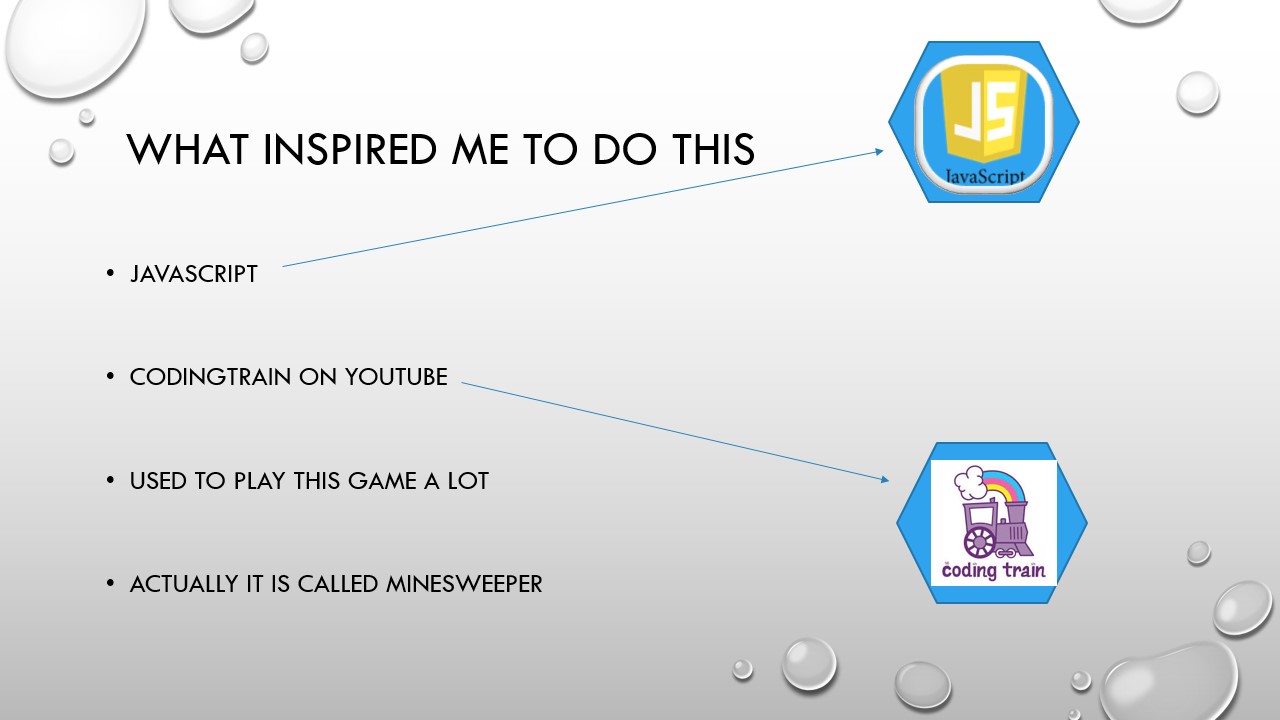 WHAT INSPIRED ME TO DO THIS
JS
JavaScript
• JAVASCRIPT
• CODINGTRAIN ON YOUTUBE
• USED TO PLAY THIS GAME A LOT
coding train
• ACTUALLY IT IS CALLED MINESWEEPER